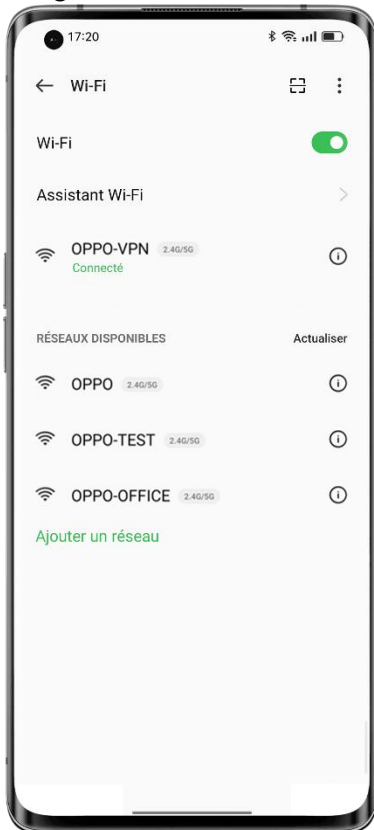 17:20
Wi-Fi
Wi-Fi
Assistant Wi-Fi
OPPO-VPN 2.4G/5G
Connecté
RÉSEAUX DISPONIBLES Actualiser
OPPO 2.4G/5G
OPPO-TEST 2.4G/5G
OPPO-OFFICE 2.4G/5G
Ajouter un réseau